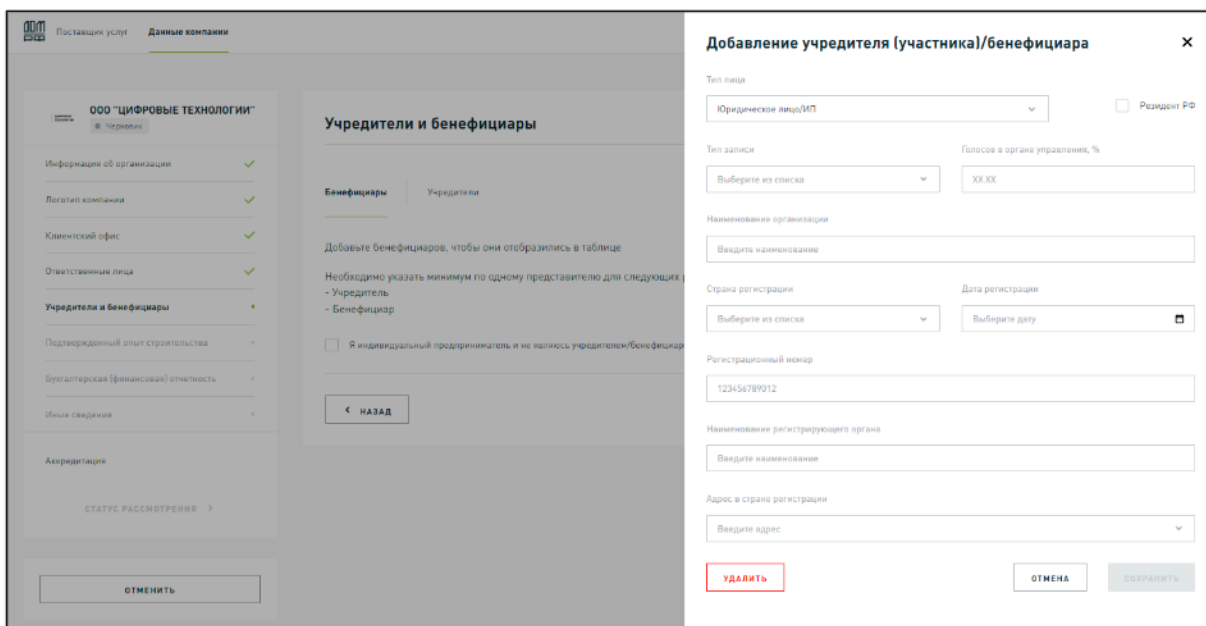 ДОМ Поставщик услуг Данные компании
РФ
ООО "ЦИФРОВЫЕ ТЕХНОЛОГИИ"
Черновик
Информация об организации
Логотип компании
Клиентский офис
Ответственные лица
Учредители и бенефициары
Подтвержденный опыт строительства
Бухгалтерская (финансовая) отчетность
Иные сведения
Аккредитация
СТАТУС РАССМОТРЕНИЯ >
ОТМЕНИТЬ
Учредители и бенефициары
Бенефициары Учредители
Добавьте бенефициаров, чтобы они отобразились в таблице
Необходимо указать минимум по одному представителю для следующих
- Учредитель
- Бенефициар
Я индивидуальный предприниматель и не являюсь учредителем/бенефициар
< НАЗАД
Добавление учредителя (участника)/бенефициара
Тип лица
Юридическое лицо/ИП Резидент РФ
Тип записи Голосов в органе управления, %
Выберите из списка XX.XX
Наименование организации
Введите наименование
Страна регистрации Дата регистрации
Выберите из списка Выберите дату
Регистрационный номер
123456789012
Наименование регистрирующего органа
Введите наименование
Адрес в стране регистрации
Введите адрес
УДАЛИТЬ ОТМЕНА СОХРАНИТЬ